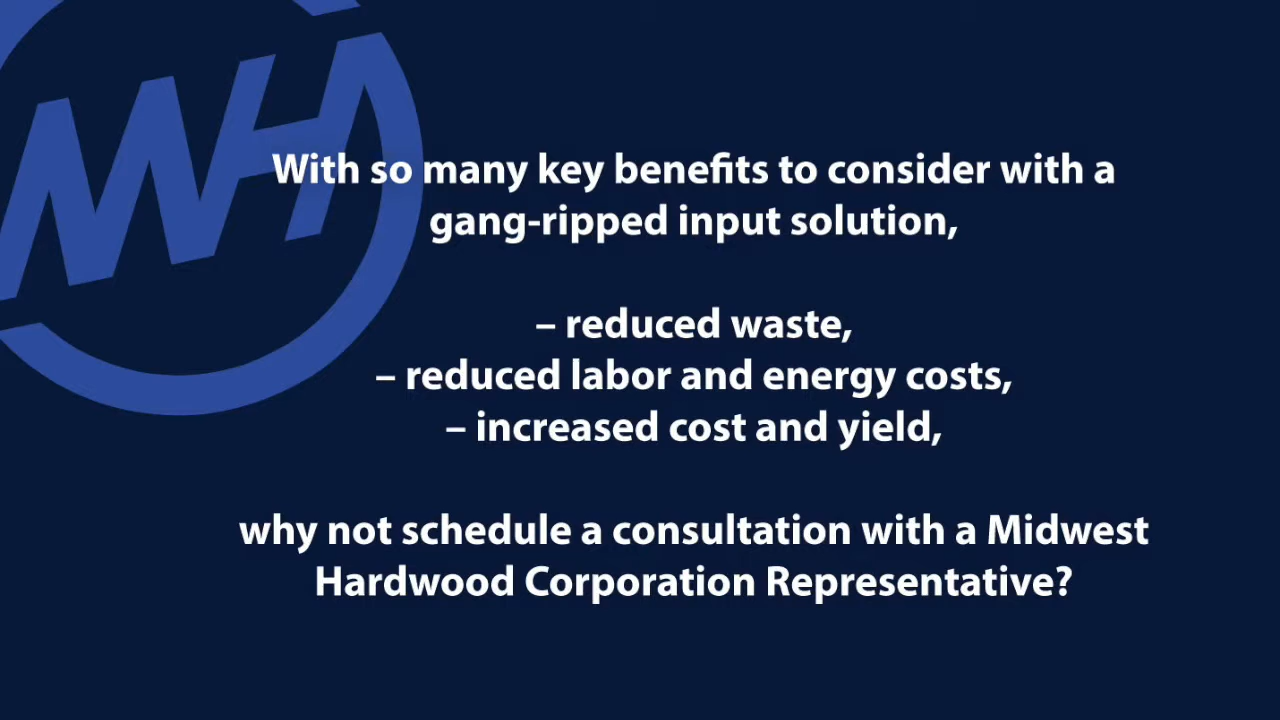 MWH
With so many key benefits to consider with a
gang-ripped input solution,
– reduced waste,
– reduced labor and energy costs,
– increased cost and yield,
why not schedule a consultation with a Midwest
Hardwood Corporation Representative?